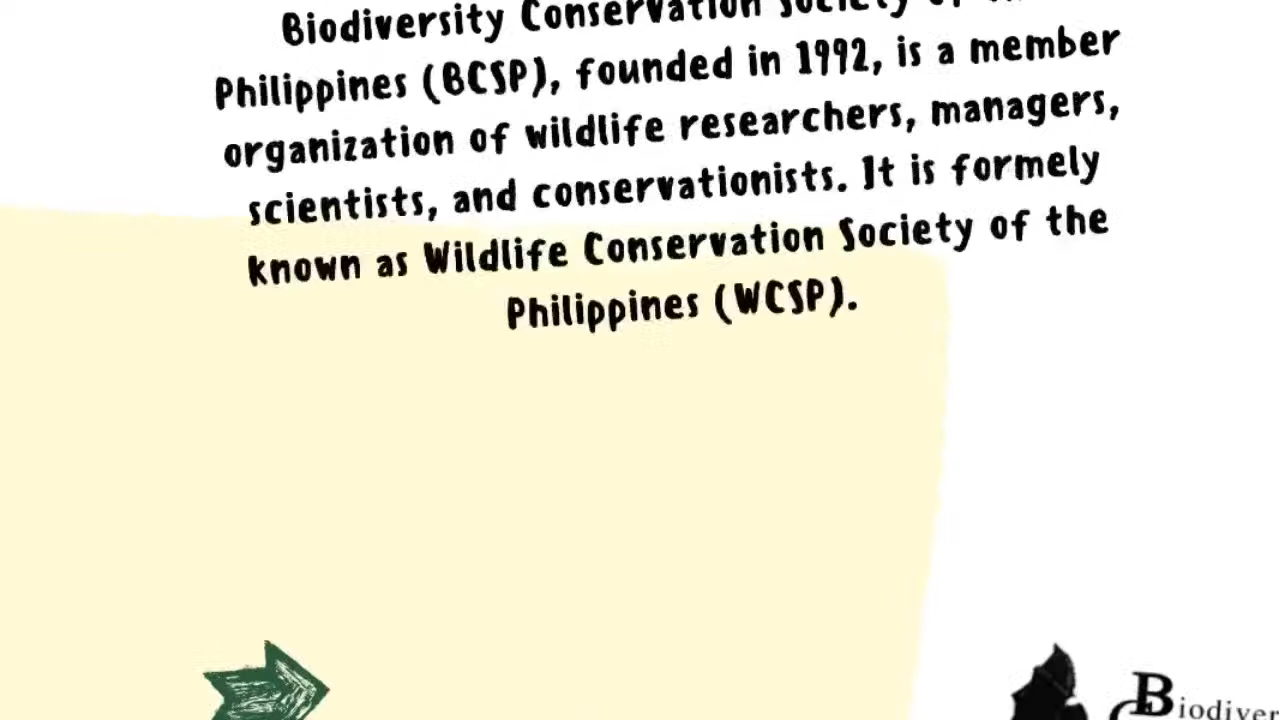 Biodiversity Conservation Society
Philippines (BCSP), founded in 1992, is a member
organization of wildlife researchers, managers,
scientists, and conservationists. It is formely
known as Wildlife Conservation Society of the
Philippines (WCSP).
Biodiver